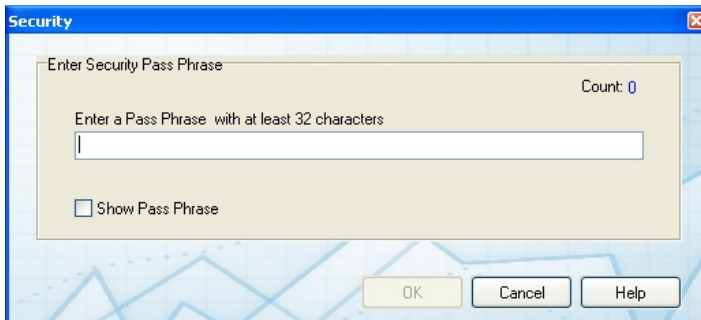 Security
Enter Security Pass Phrase
Count: 0
Enter a Pass Phrase with at least 32 characters
Show Pass Phrase
OK Cancel Help